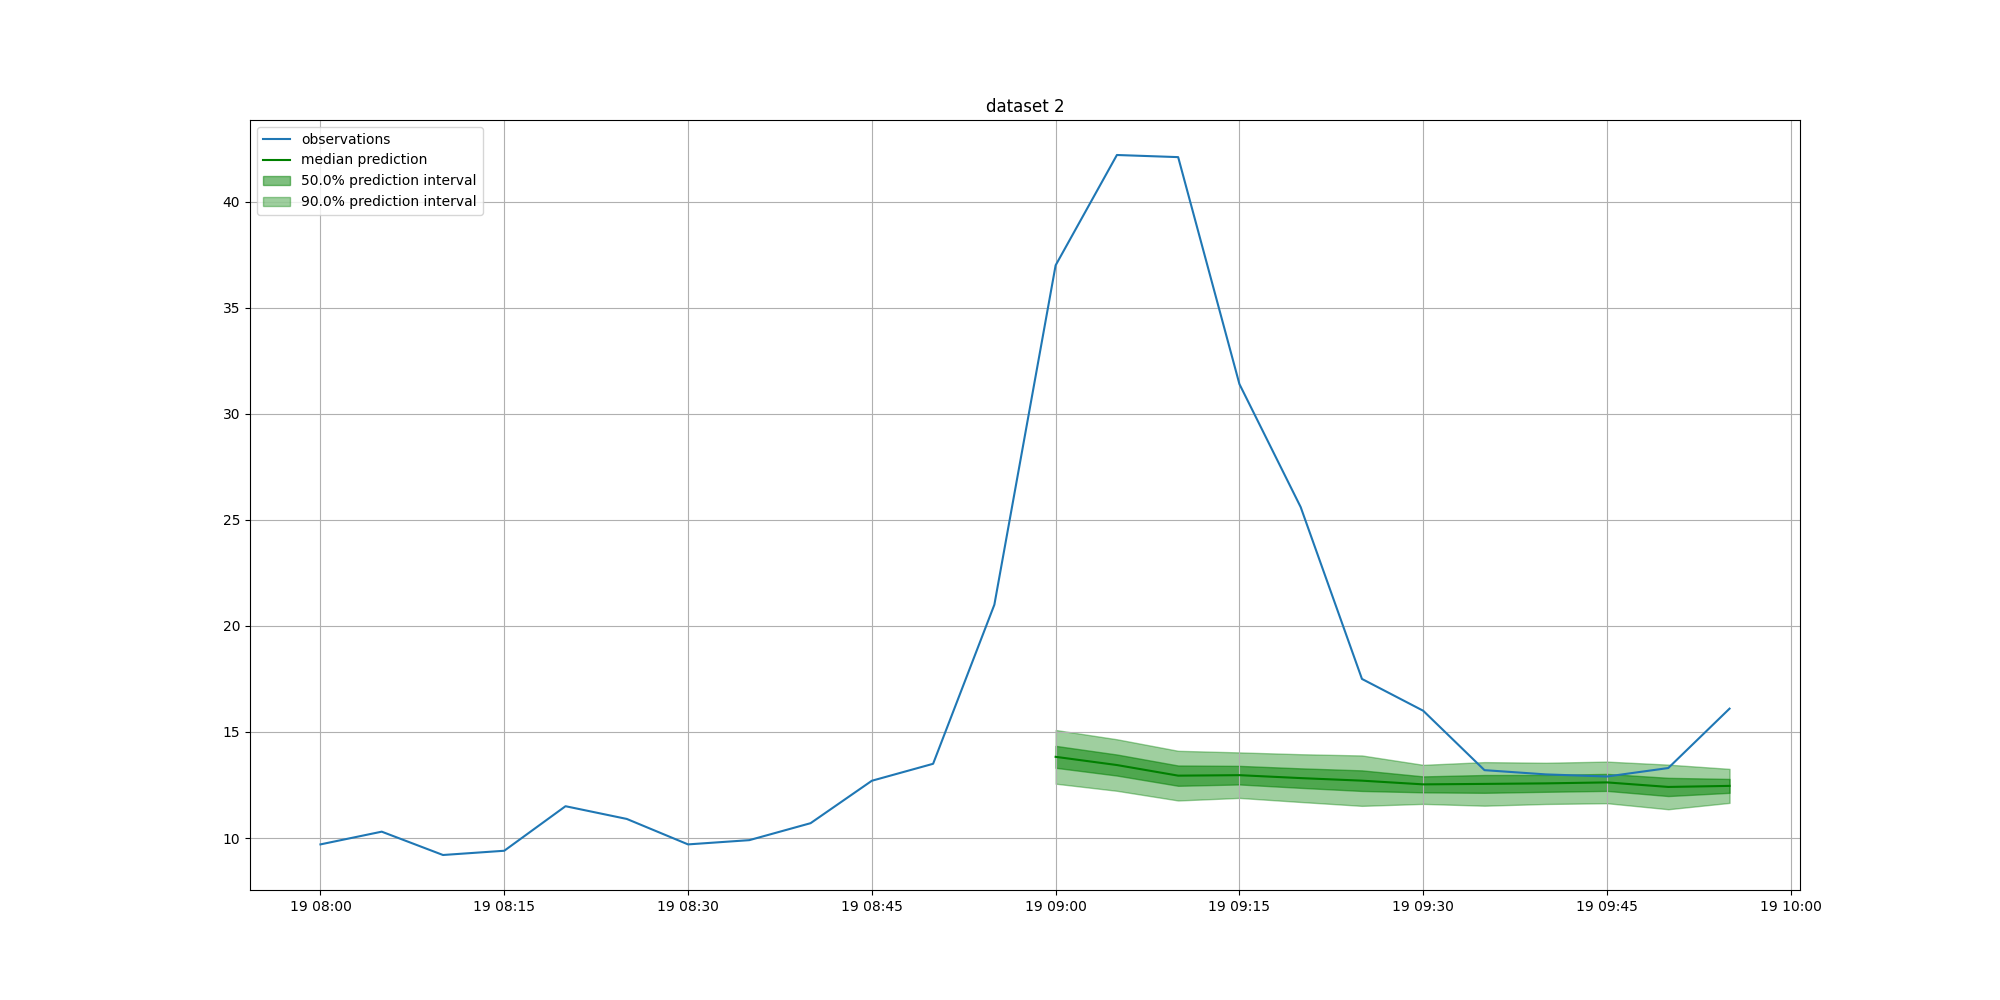 dataset 2
observations
median prediction
50.0% prediction interval
90.0% prediction interval
40
35
30
25
20
15
10
19 08:00 19 08:15 19 08:30 19 08:45 19 09:00 19 09:15 19 09:30 19 09:45 19 10:00